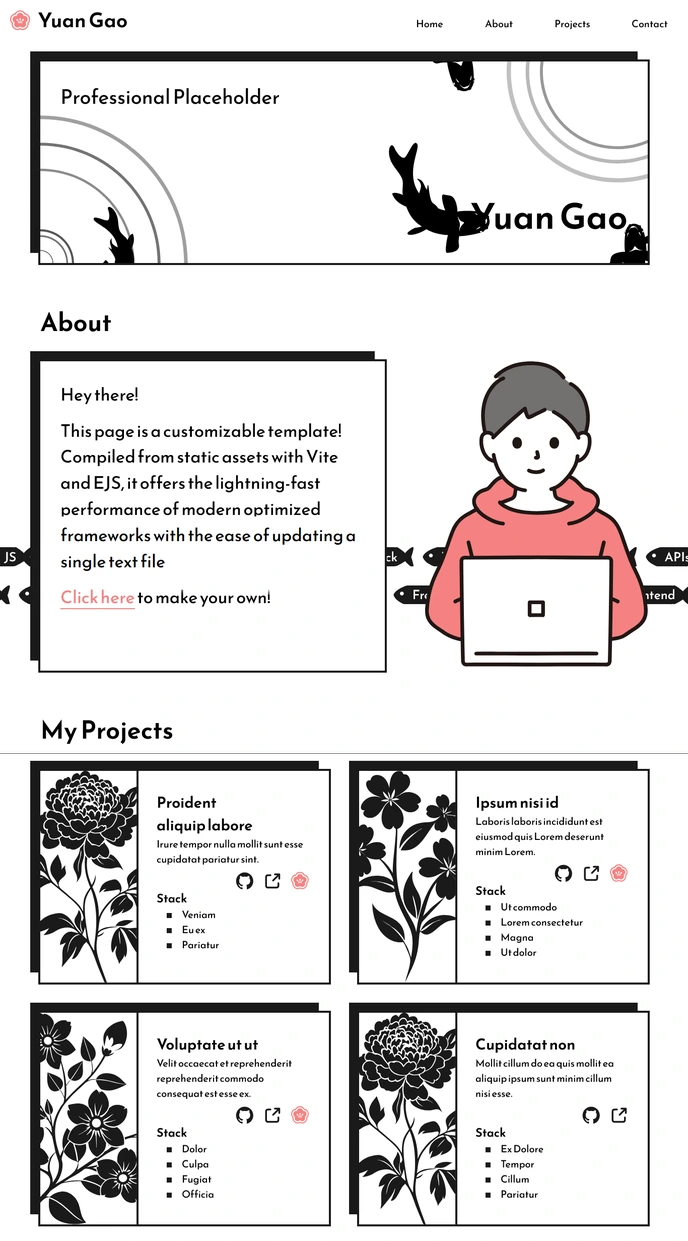 Yuan Gao
Home
About
Projects
Contact
Professional Placeholder
Yuan Gao
About
Hey there!
This page is a customizable template!
Compiled from static assets with Vite
and EJS, it offers the lightning-fast
performance of modern optimized
frameworks with the ease of updating a
single text file
Click here to make your own!
JS
APIs
My Projects
Proident
aliquip labore
Irure tempor nulla mollit sunt esse
cupidatat pariatur sint.
Stack
Veniam
Eu ex
Pariatur
Ipsum nisi id
Laboris laboris incididunt est
eiusmod quis Lorem deserunt
minim Lorem.
Stack
Ut commodo
Lorem consectetur
Magna
Ut dolor
Voluptate ut ut
Velit occaecat et reprehenderit
reprehenderit commodo
consequat est esse ex.
Stack
Dolor
Culpa
Fugiat
Officia
Cupidatat non
Mollit cillum do ea quis mollit ea
aliquip ipsum sunt minim cillum
nisi esse.
Stack
Ex Dolore
Tempor
Cillum
Pariatur